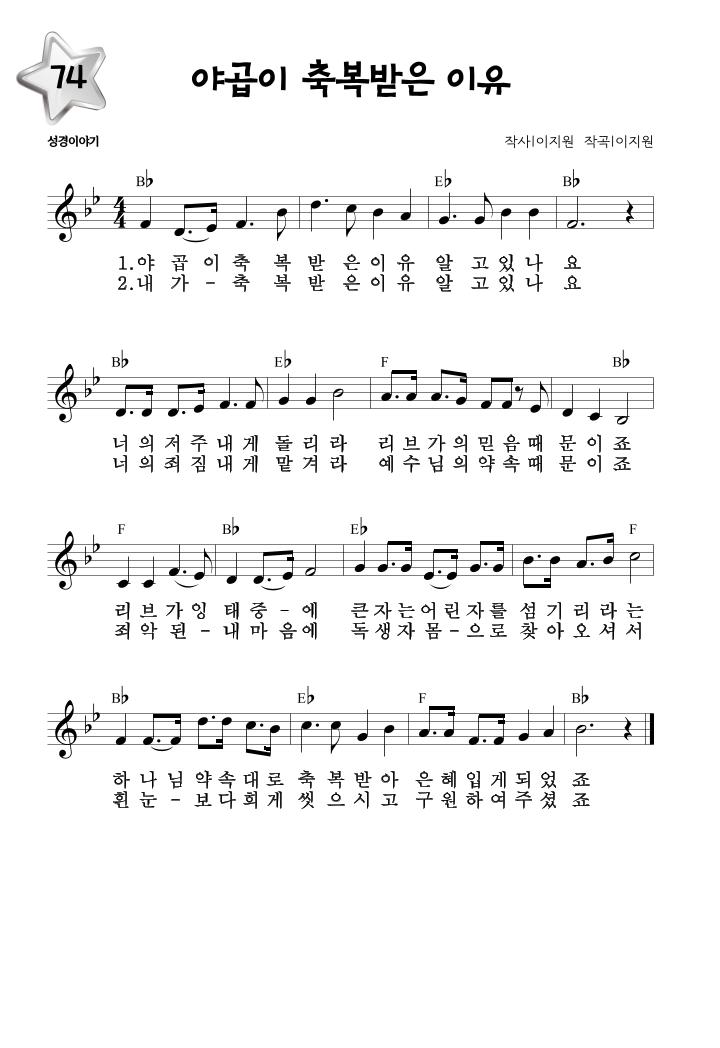 74
야곱이 축복받은 이유
성경이야기
작사|이지원 작곡|이지원
B♭ E♭ B♭
1.야 곱 이 축 복 받 은 이 유 알 고 있 나 요
2.내 가 - 축 복 받 은 이 유 알 고 있 나 요
B♭ E♭ F B♭
너 의 저 주 내 게 돌 리 라 리 브 가 의 믿 음 때 문 이 죠
너 의 죄 짐 내 게 맡 겨 라 예 수 님 의 약 속 때 문 이 죠
F B♭ E♭ F
리 브 가 잉 태 중 - 에 큰 자 는 어 린 자 를 섬 기 리 라 는
죄 악 된 - 내 마 음 에 독 생 자 몸 - 으 로 찾 아 오 셔 서
B♭ E♭ F B♭
하 나 님 약 속 대 로 축 복 받 아 은 혜 입 게 되 었 죠
흰 눈 - 보 다 희 게 씻 으 시 고 구 원 하 여 주 셨 죠